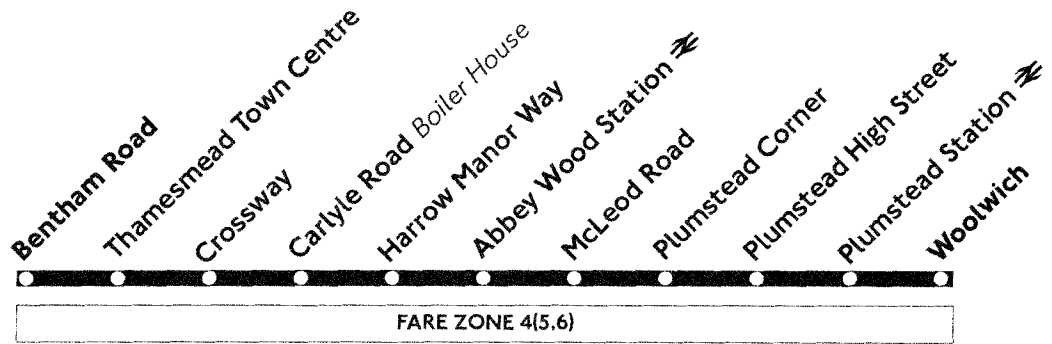 Bentham Road
Thamesmead Town Centre
Crossway
Carlyle Road Boiler House
Harrow Manor Way
Abbey Wood Station
McLeod Road
Plumstead Corner
Plumstead High Street
Plumstead Station
Woolwich
FARE ZONE 4(5.6)